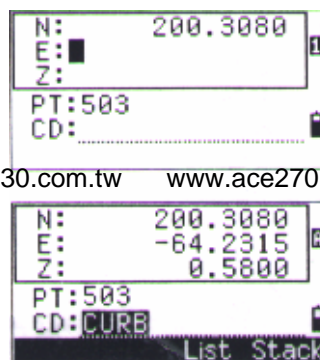 N: 200.3080
E:
Z:
PT:503
CD:
30.com.tw www.ace270
N: 200.3080
E: -64.2315
Z: 0.5800
PT:503
CD:CURB
List Stack